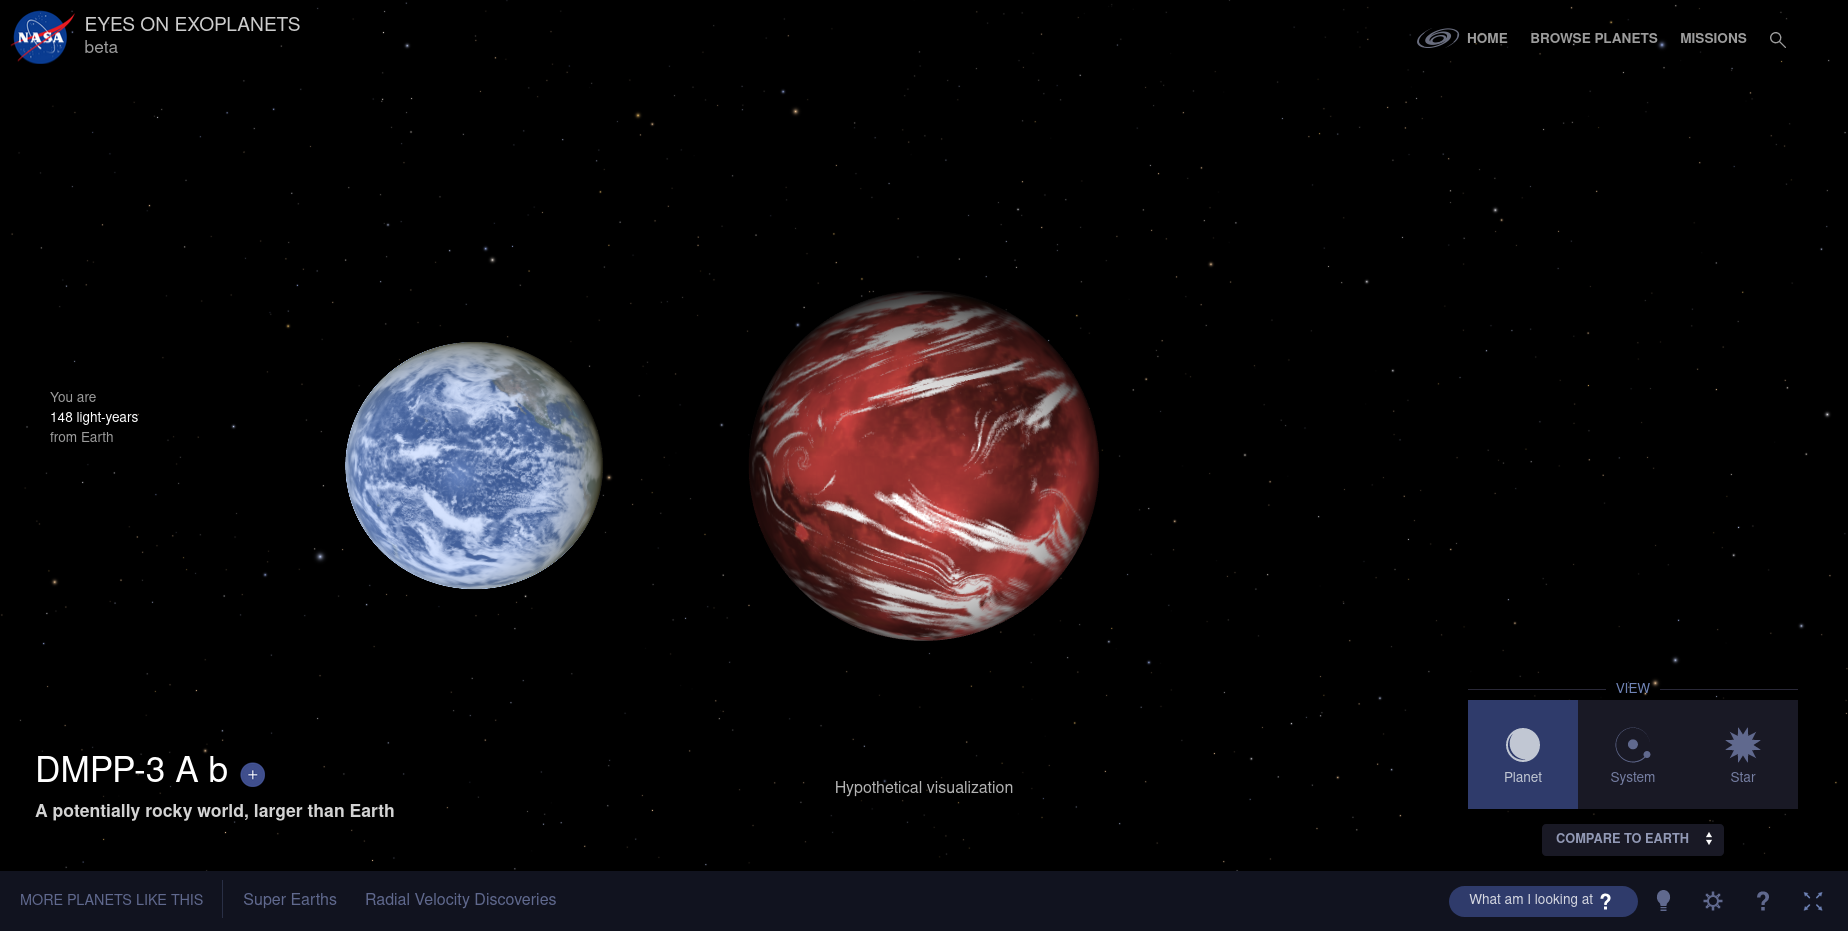 NASA
EYES ON EXOPLANETS
beta
HOME
BROWSE PLANETS
MISSIONS
You are
148 light-years
from Earth
DMPP-3 A b +
A potentially rocky world, larger than Earth
Hypothetical visualization
VIEW
Planet
System
Star
COMPARE TO EARTH
MORE PLANETS LIKE THIS
Super Earths
Radial Velocity Discoveries
What am I looking at ?
?